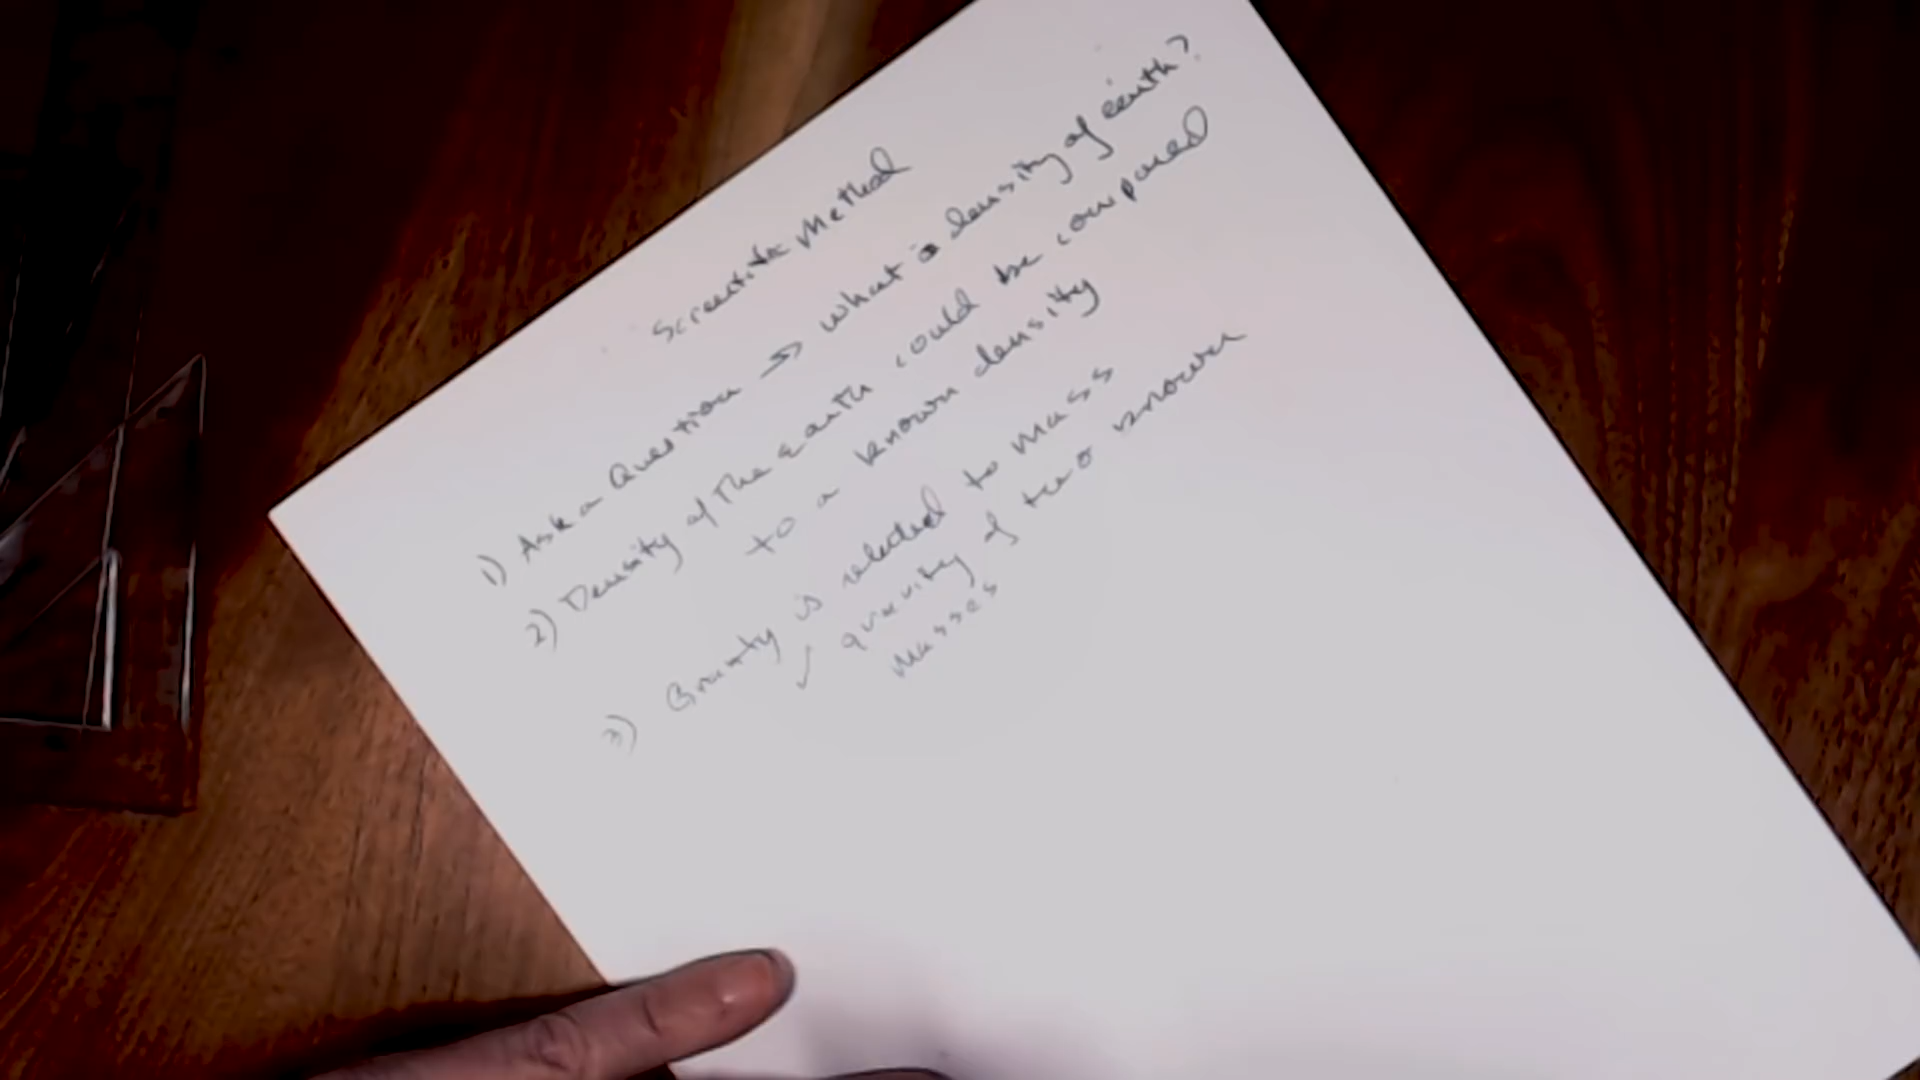 Scientific Method
1) Ask a Question → what is density of earth?
2) Density of the Earth could be compared
to a known density
3) Gravity is related to mass
✓ gravity of two known
masses